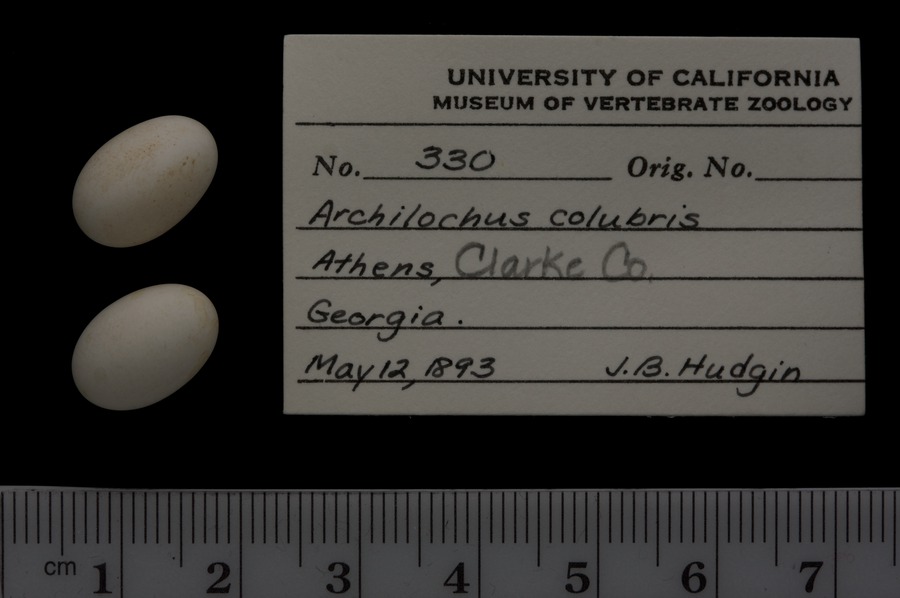 UNIVERSITY OF CALIFORNIA
MUSEUM OF VERTEBRATE ZOOLOGY
No. 330 Orig. No.
Archilochus colubris
Athens, Clarke Co.
Georgia.
May 12, 1893 J.B. Hudgin
cm 1 2 3 4 5 6 7